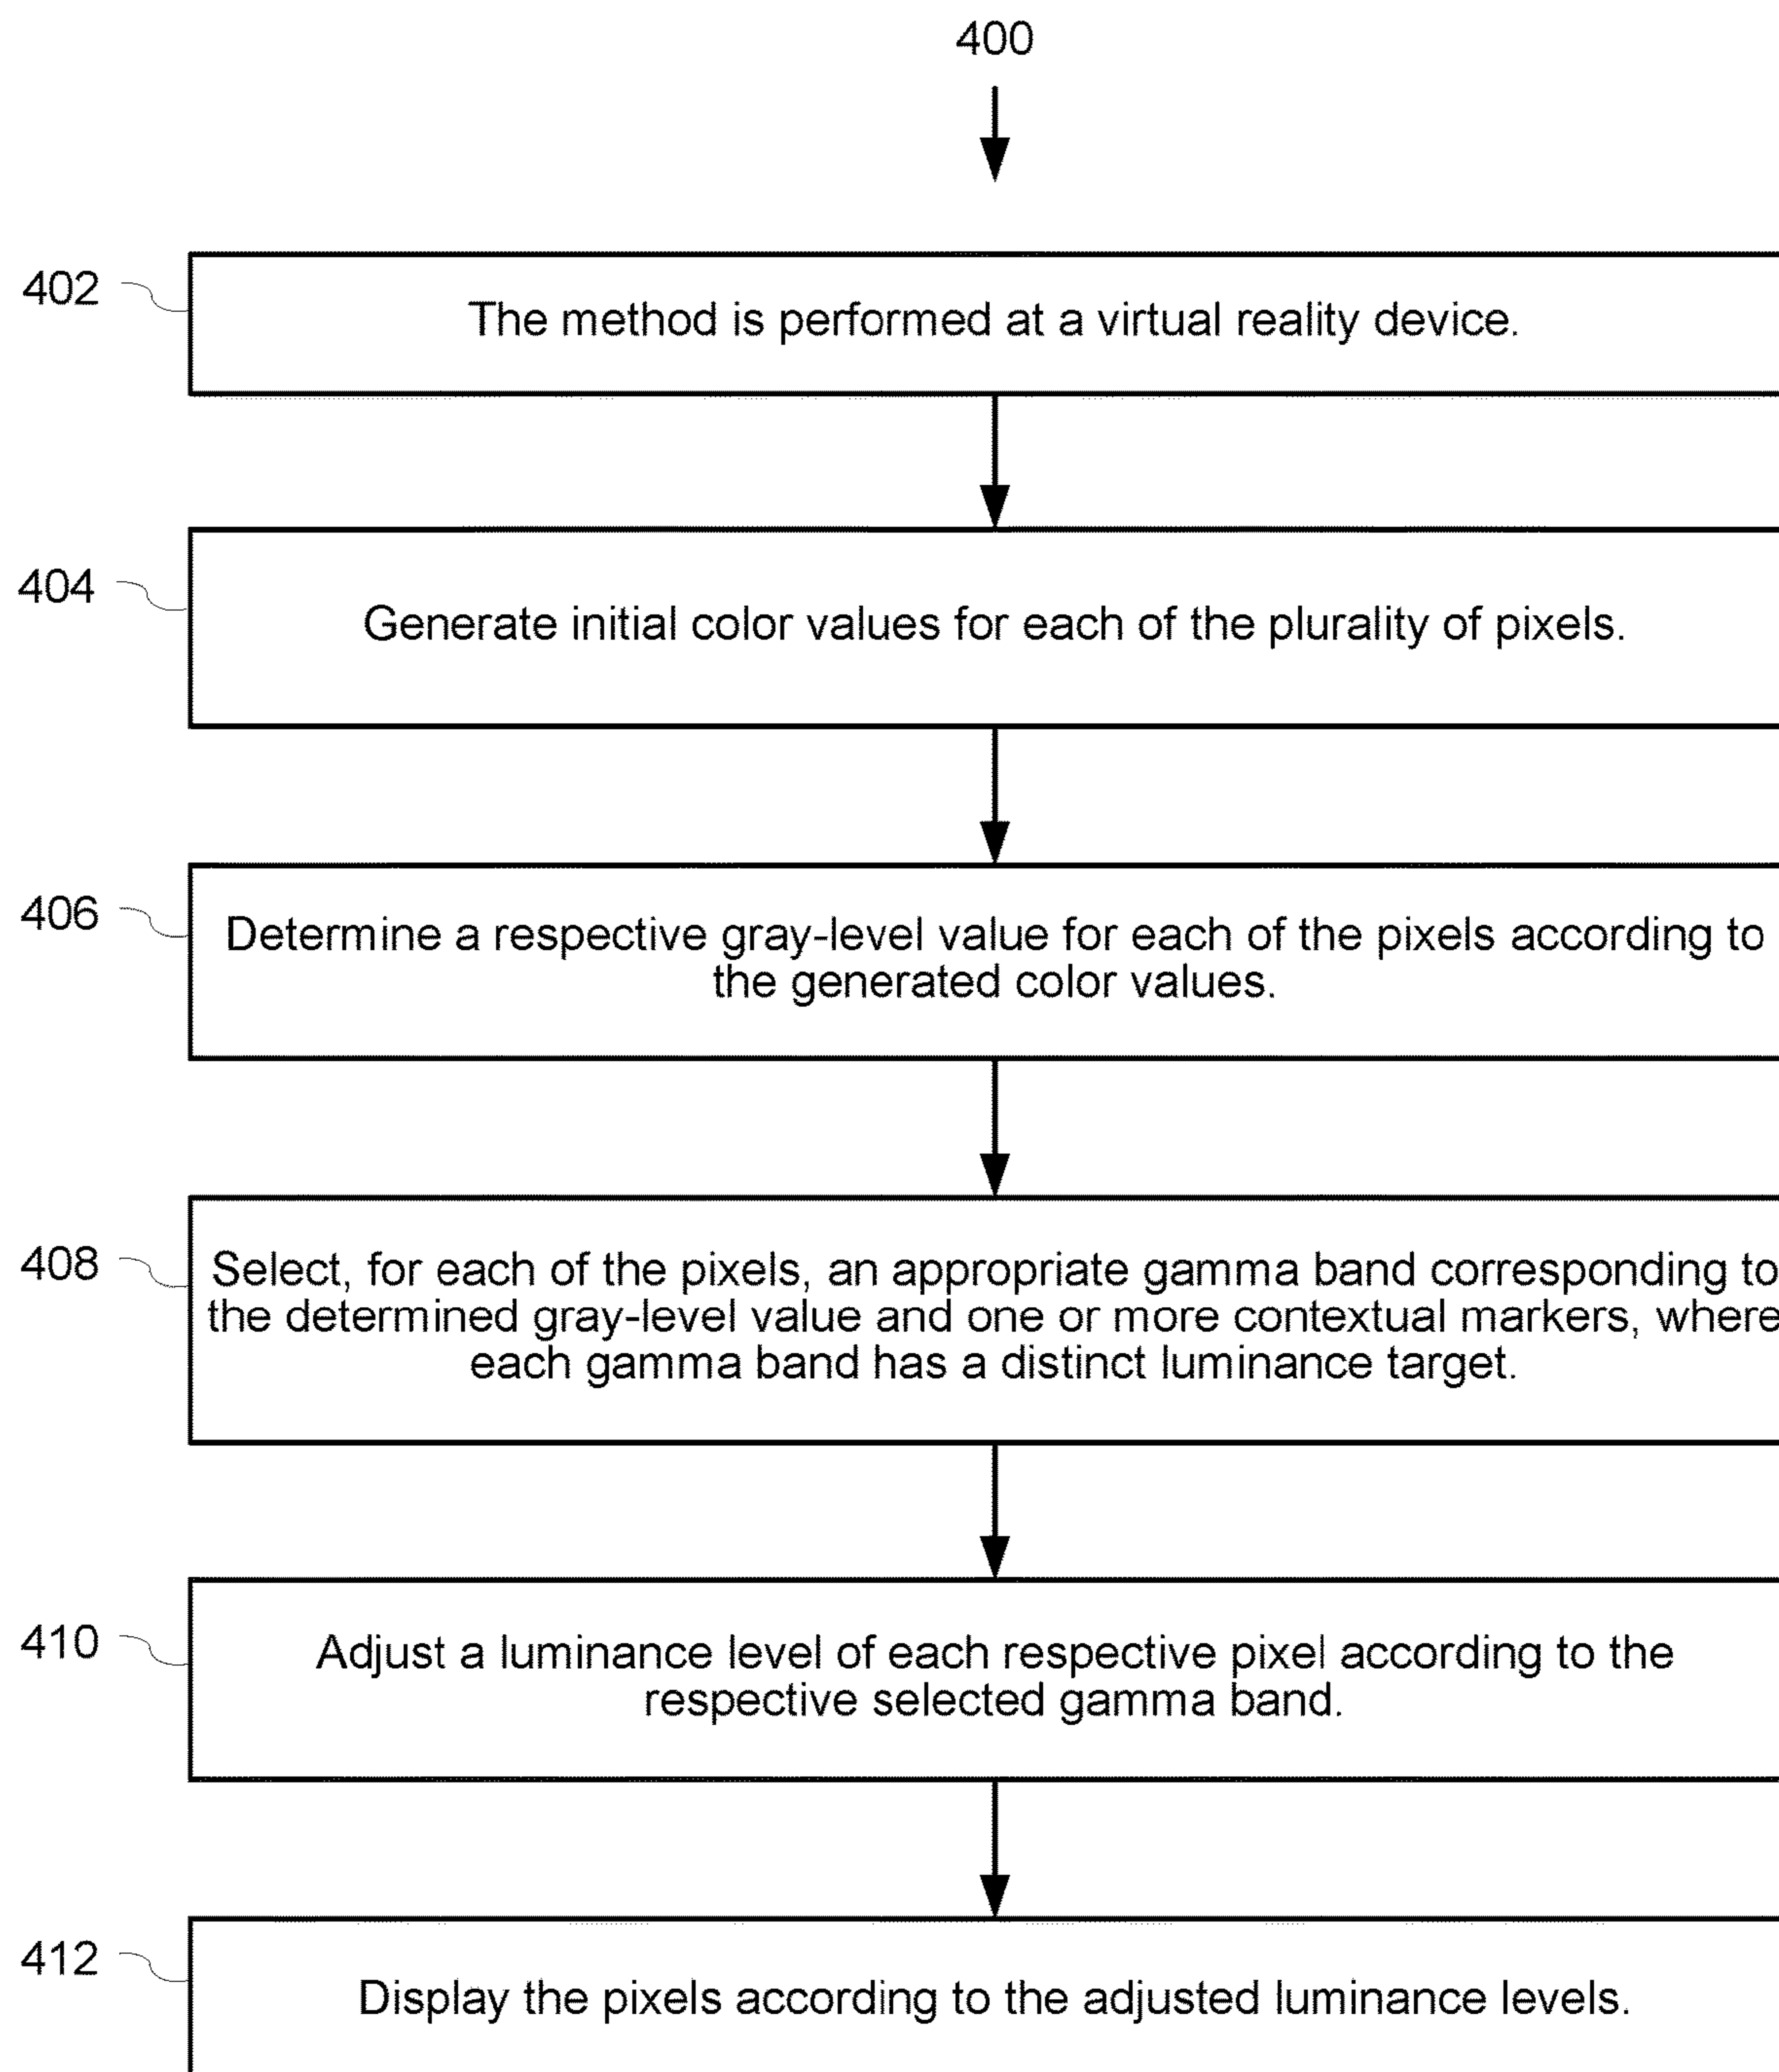 400
402
The method is performed at a virtual reality device.
404
Generate initial color values for each of the plurality of pixels.
406
Determine a respective gray-level value for each of the pixels according to
the generated color values.
408
Select, for each of the pixels, an appropriate gamma band corresponding to
the determined gray-level value and one or more contextual markers, where
each gamma band has a distinct luminance target.
410
Adjust a luminance level of each respective pixel according to the
respective selected gamma band.
412
Display the pixels according to the adjusted luminance levels.